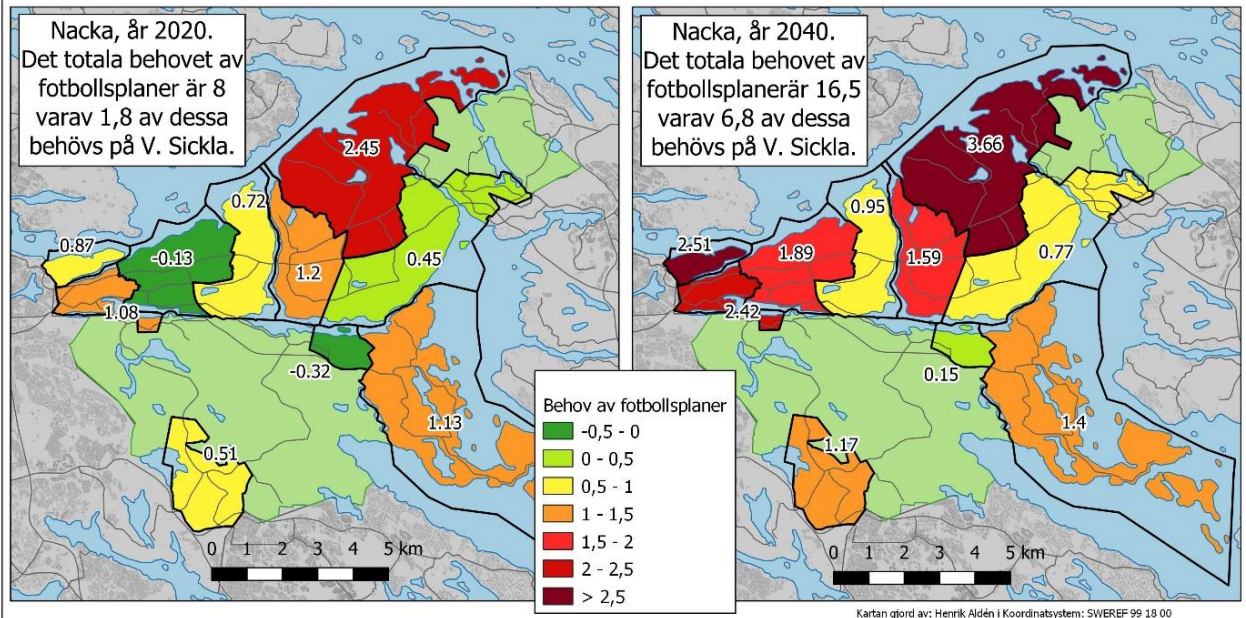 Nacka, år 2020.
Det totala behovet av
fotbollsplaner är 8
varav 1,8 av dessa
behövs på V. Sickla.
2.45
0.72
0.87
-0.13
1.2
0.45
1.08
-0.32
1.13
0.51
0 1 2 3 4 5 km
Nacka, år 2040.
Det totala behovet av
fotbollsplanerär 16,5
varav 6,8 av dessa
behövs på V. Sickla.
3.66
0.95
2.51
1.89
1.59
0.77
2.42
0.15
1.4
1.17
0 1 2 3 4 5 km
Behov av fotbollsplaner
-0,5 - 0
0 - 0,5
0,5 - 1
1 - 1,5
1,5 - 2
2 - 2,5
> 2,5
Kartan gjord av: Henrik Aldén i Koordinatsystem: SWEREF 99 18 00